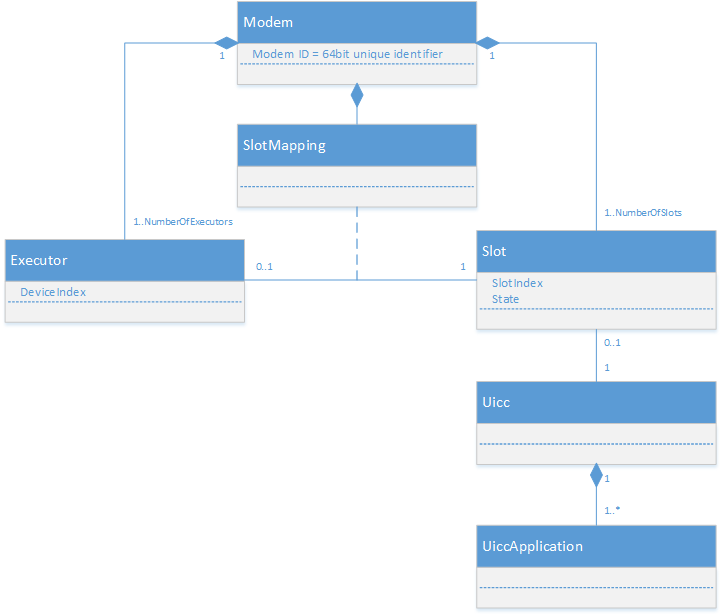 Modem
Modem ID = 64bit unique identifier
1
1
SlotMapping
1..NumberOfExecutors
1..NumberOfSlots
Executor
DeviceIndex
0..1
1
Slot
SlotIndex
State
0..1
1
Uicc
1
1..*
UiccApplication